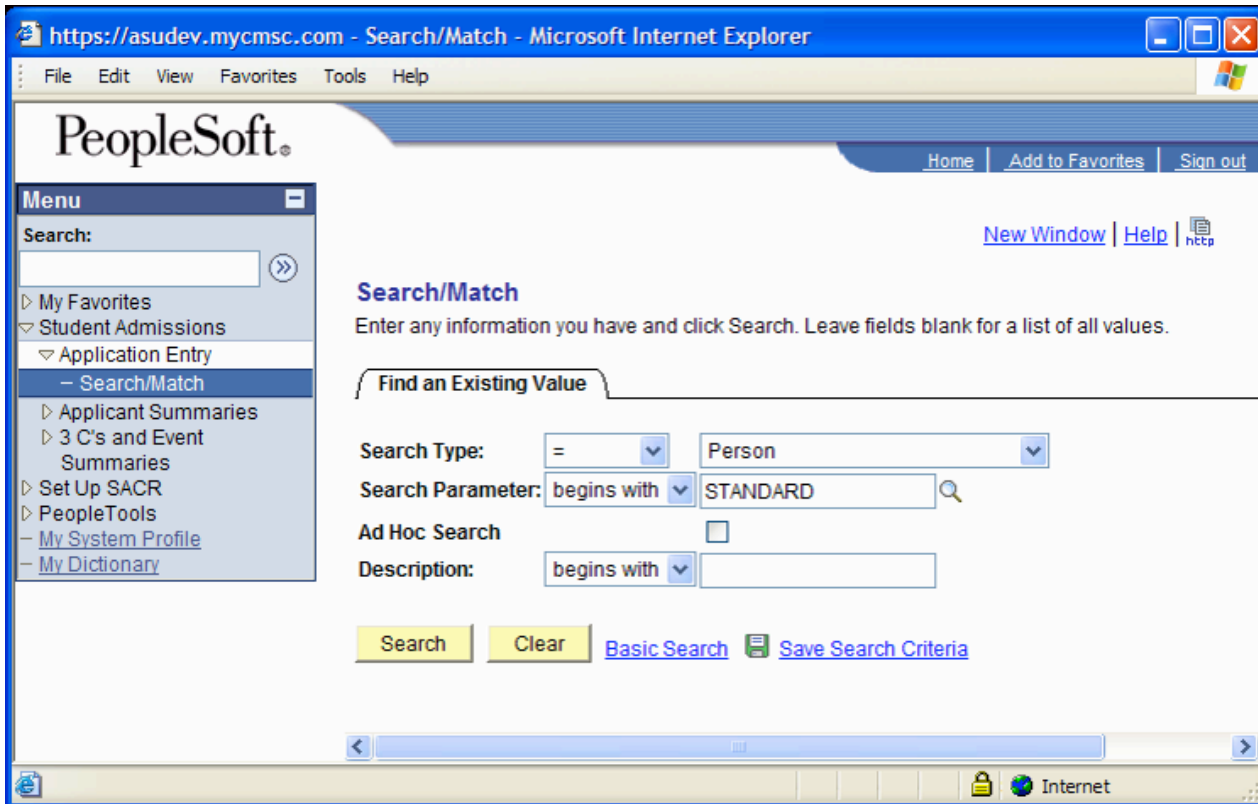 https://asudev.mycmsc.com - Search/Match - Microsoft Internet Explorer
File Edit View Favorites Tools Help
PeopleSoft®
Home | Add to Favorites | Sign out
Menu
Search:
My Favorites
Student Admissions
Application Entry
– Search/Match
Applicant Summaries
3 C's and Event
Summaries
Set Up SACR
PeopleTools
– My System Profile
– My Dictionary
New Window | Help | http
Search/Match
Enter any information you have and click Search. Leave fields blank for a list of all values.
Find an Existing Value
Search Type: = Person
Search Parameter: begins with STANDARD
Ad Hoc Search
Description: begins with
Search Clear Basic Search Save Search Criteria
Internet